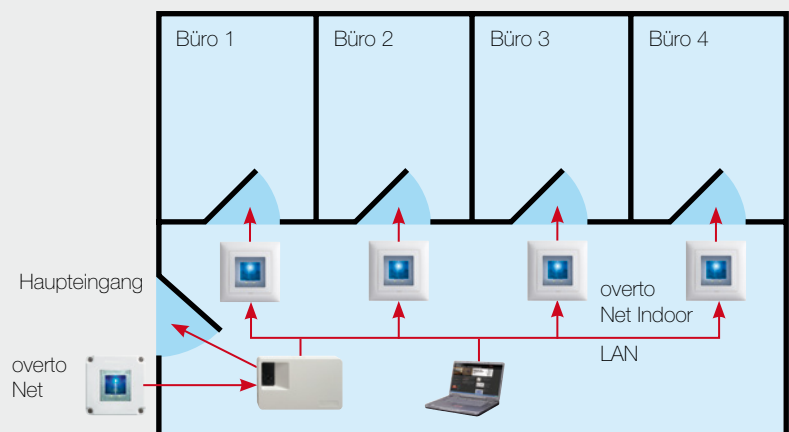 Büro 1
Büro 2
Büro 3
Büro 4
Haupteingang
overto
Net Indoor
LAN
overto
Net